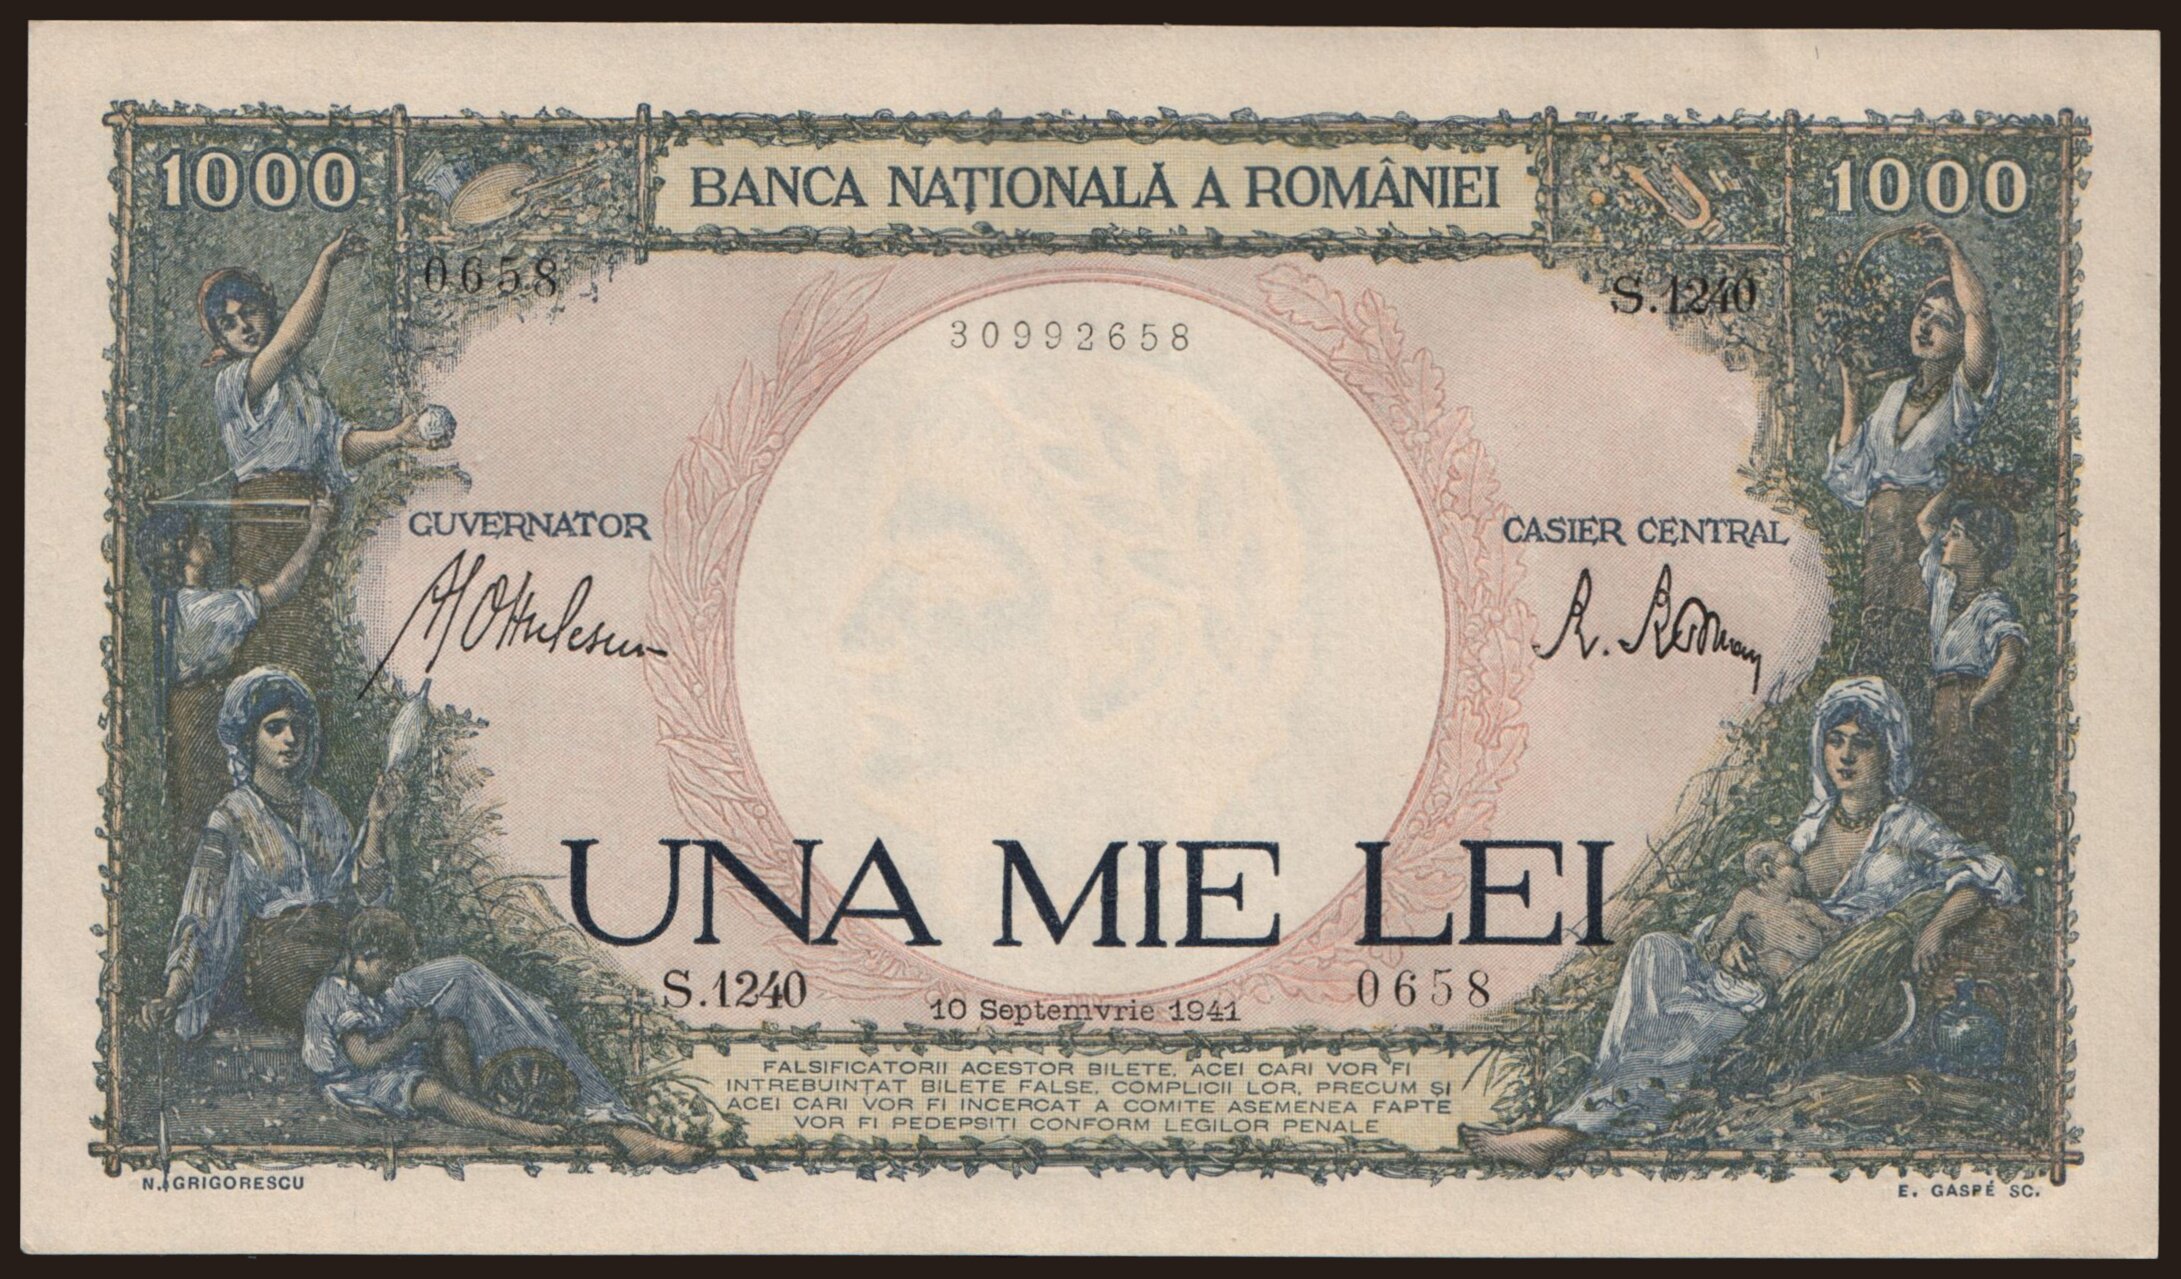 1000
BANCA NAȚIONALĂ A ROMÂNIEI
1000
0658
S.1240
30992658
GUVERNATOR
CASIER CENTRAL
UNA MIE LEI
S.1240
10 Septemvrie 1941
0658
FALSIFICATORII ACESTOR BILETE, ACEI CARI VOR FI
INTREBUINȚAT BILETE FALSE, COMPLICII LOR, PRECUM ȘI
ACEI CARI VOR FI INCERCAT A COMITE ASEMENEA FAPTE
VOR FI PEDEPSIȚI CONFORM LEGILOR PENALE
N. GRIGORESCU
E. GASPÉ SC.